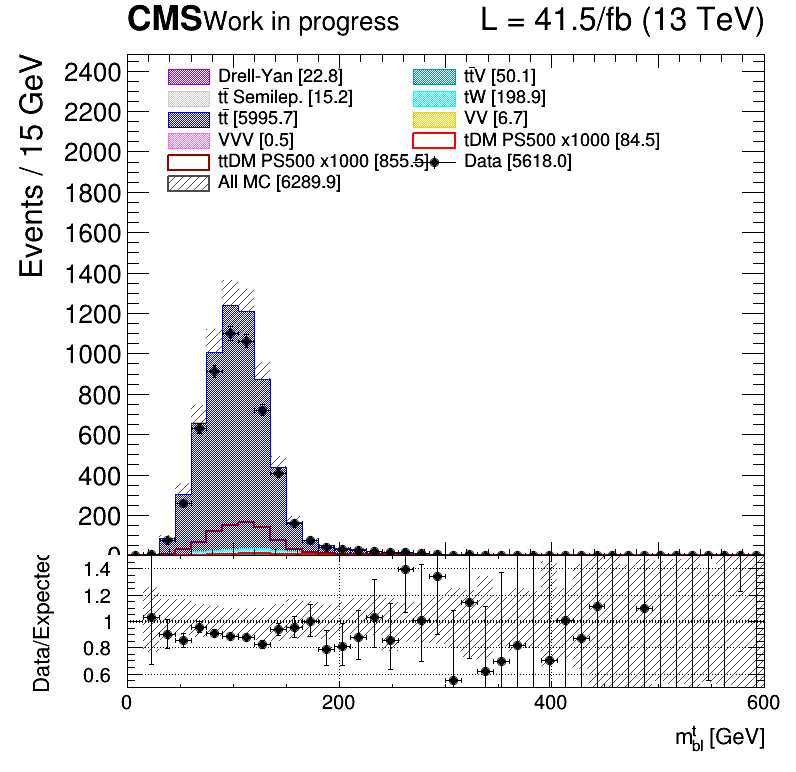 CMS Work in progress L = 41.5/fb (13 TeV)
Events / 15 GeV
2400
2200
2000
1800
1600
1400
1200
1000
800
600
400
200
0
Drell-Yan [22.8]
tt̄V [50.1]
tt̄ Semilep. [15.2]
tW [198.9]
tt̄ [5995.7]
VV [6.7]
VVV [0.5]
tDM PS500 x1000 [84.5]
ttDM PS500 x1000 [855.5]
Data [5618.0]
All MC [6289.9]
Data/Expected
1.4
1.2
1
0.8
0.6
0 200 400 600
m^t_bl [GeV]